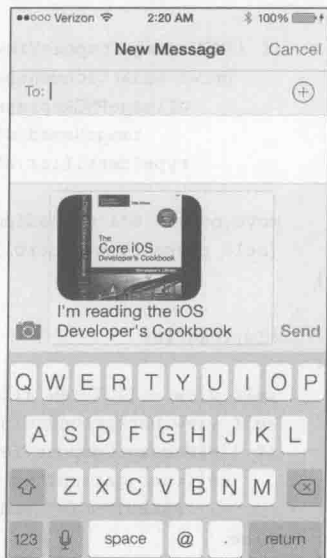 Verizon 2:20 AM 100%
New Message Cancel
To:
The
Core iOS
Developer's Cookbook
I'm reading the iOS
Developer's Cookbook Send
Q W E R T Y U I O P
A S D F G H J K L
Z X C V B N M
123 space @ . return